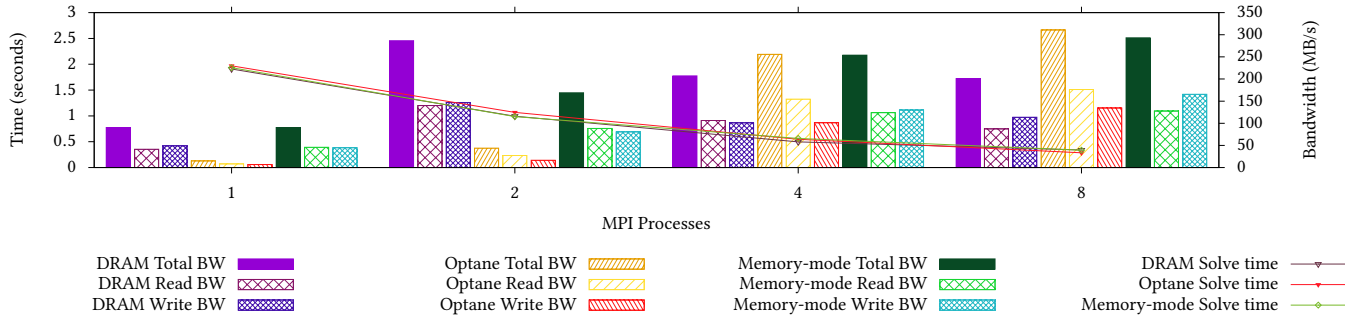 Time (seconds)
3
2.5
2
1.5
1
0.5
0
350
300
250
200
150
100
50
0
Bandwidth (MB/s)
1 2 4 8
MPI Processes
DRAM Total BW Optane Total BW Memory-mode Total BW DRAM Solve time
DRAM Read BW Optane Read BW Memory-mode Read BW Optane Solve time
DRAM Write BW Optane Write BW Memory-mode Write BW Memory-mode Solve time